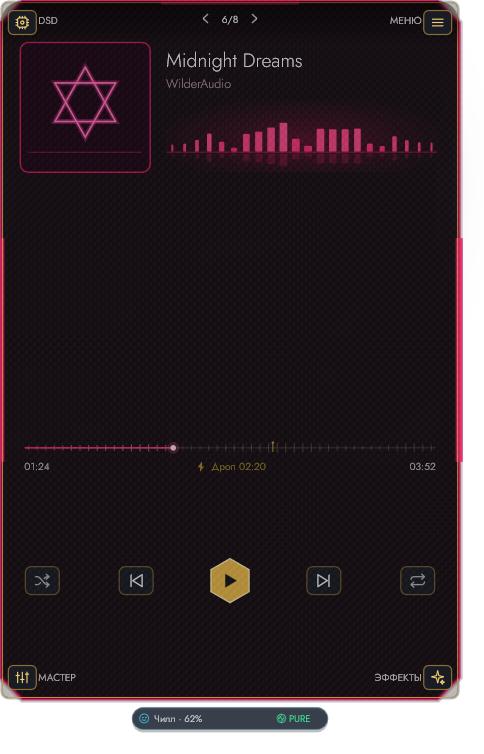 DSD
6/8
МЕНЮ
Midnight Dreams
WilderAudio
01:24
Дроп 02:20
03:52
МАСТЕР
ЭФФЕКТЫ
Чилл · 62%
PURE